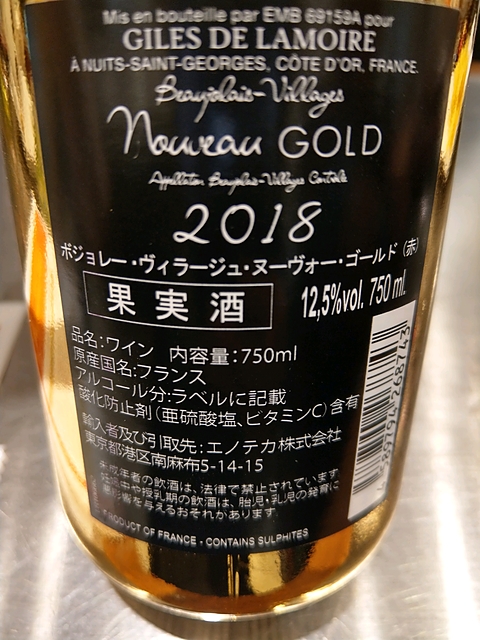 Mis en bouteille par EMB 69159A pour
GILES DE LAMOIRE
À NUITS-SAINT-GEORGES, CÔTE D'OR, FRANCE.
Beaujolais-Villages
Nouveau GOLD
Appellation Beaujolais-Villages Contrôlée
2018
ボジョレー・ヴィラージュ・ヌーヴォー・ゴールド (赤)
果実酒 12,5%vol. 750 ml.
品名:ワイン 内容量:750ml
原産国名:フランス
アルコール分:ラベルに記載
酸化防止剤(亜硫酸塩、ビタミンC)含有
輸入者及び引取先:エノテカ株式会社
東京都港区南麻布5-14-15
未成年者の飲酒は、法律で禁止されています。
妊娠中や授乳期の飲酒は、胎児・乳児の発育に
悪影響を与えるおそれがあります。
PRODUCT OF FRANCE - CONTAINS SULPHITES